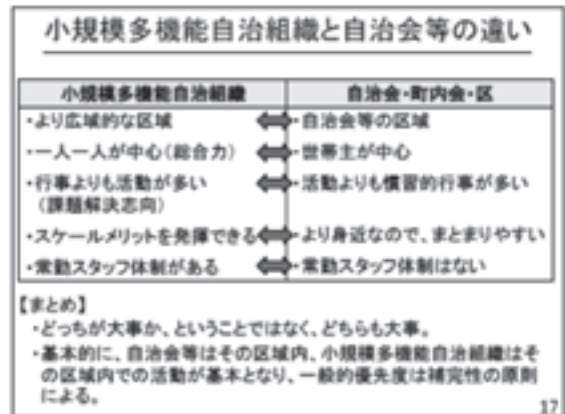 小規模多機能自治組織と自治会等の違い
小規模多機能自治組織 自治会・町内会・区
・より広域的な区域 ・自治会等の区域
・一人一人が中心(総合力) ・世帯主が中心
・行事よりも活動が多い ・活動よりも慣習的行事が多い
(課題解決志向)
・スケールメリットを発揮できる ・より身近なので、まとまりやすい
・常勤スタッフ体制がある ・常勤スタッフ体制はない
【まとめ】
・どっちが大事か、ということではなく、どちらも大事。
・基本的に、自治会等はその区域内、小規模多機能自治組織はそ
の区域内での活動が基本となり、一般的優先度は補完性の原則
による。
17